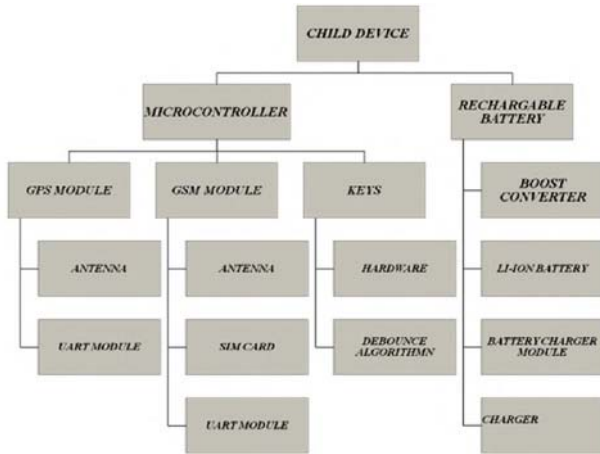 CHILD DEVICE
MICROCONTROLLER
RECHARGABLE
BATTERY
GPS MODULE
GSM MODULE
KEYS
BOOST
CONVERTER
ANTENNA
ANTENNA
HARDWARE
LI-ION BATTERY
UART MODULE
SIM CARD
DEBOUNCE
ALGORITHMN
BATTERY CHARGER
MODULE
UART MODULE
CHARGER